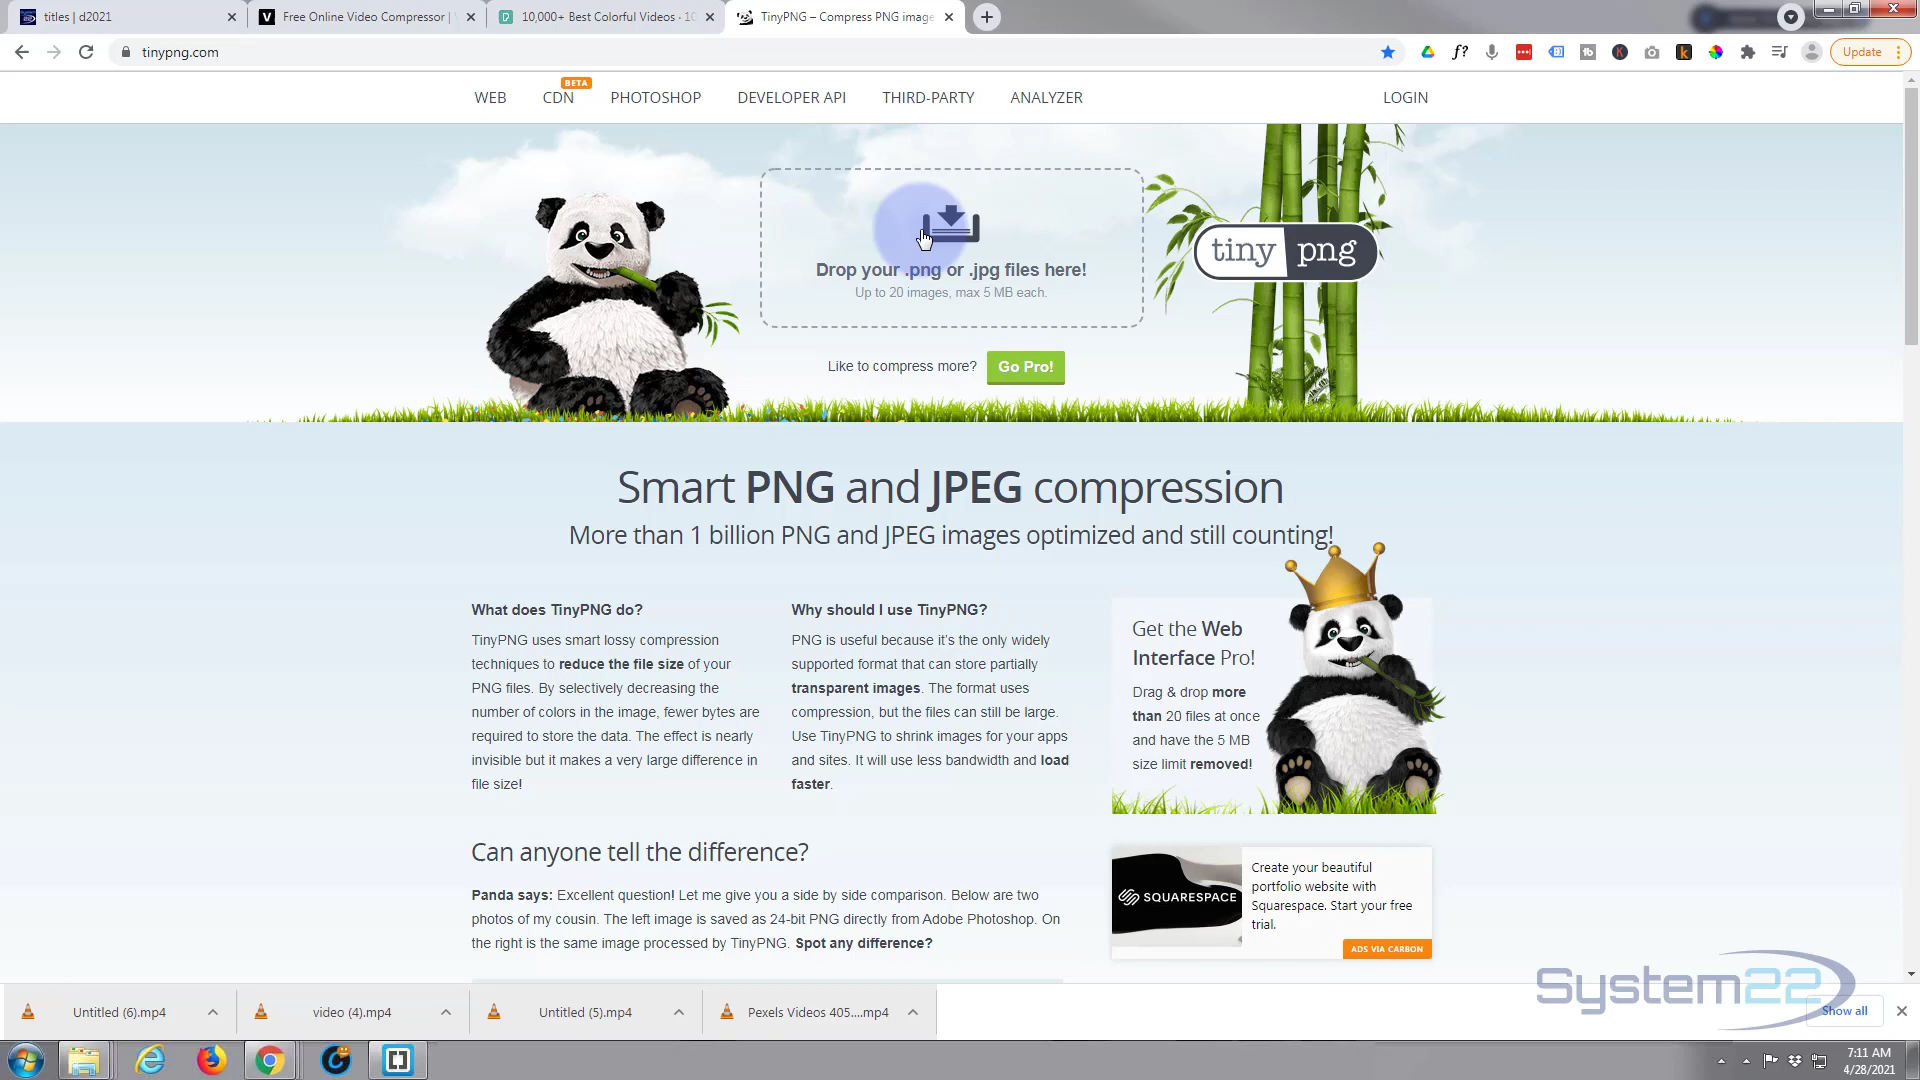 titles | d2021
Free Online Video Compressor |
10,000+ Best Colorful Videos · 10
TinyPNG – Compress PNG image
tinypng.com
f?
Update
WEB
CDN
BETA
PHOTOSHOP
DEVELOPER API
THIRD-PARTY
ANALYZER
LOGIN
Drop your .png or .jpg files here!
Up to 20 images, max 5 MB each.
tiny png
Like to compress more?
Go Pro!
Smart PNG and JPEG compression
More than 1 billion PNG and JPEG images optimized and still counting!
What does TinyPNG do?
TinyPNG uses smart lossy compression
techniques to reduce the file size of your
PNG files. By selectively decreasing the
number of colors in the image, fewer bytes are
required to store the data. The effect is nearly
invisible but it makes a very large difference in
file size!
Why should I use TinyPNG?
PNG is useful because it's the only widely
supported format that can store partially
transparent images. The format uses
compression, but the files can still be large.
Use TinyPNG to shrink images for your apps
and sites. It will use less bandwidth and load
faster.
Get the Web
Interface Pro!
Drag & drop more
than 20 files at once
and have the 5 MB
size limit removed!
Can anyone tell the difference?
Panda says: Excellent question! Let me give you a side by side comparison. Below are two
photos of my cousin. The left image is saved as 24-bit PNG directly from Adobe Photoshop. On
the right is the same image processed by TinyPNG. Spot any difference?
SQUARESPACE
Create your beautiful
portfolio website with
Squarespace. Start your free
trial.
ADS VIA CARBON
System22
Untitled (6).mp4
video (4).mp4
Untitled (5).mp4
Pexels Videos 405....mp4
Show all
7:11 AM
4/28/2021